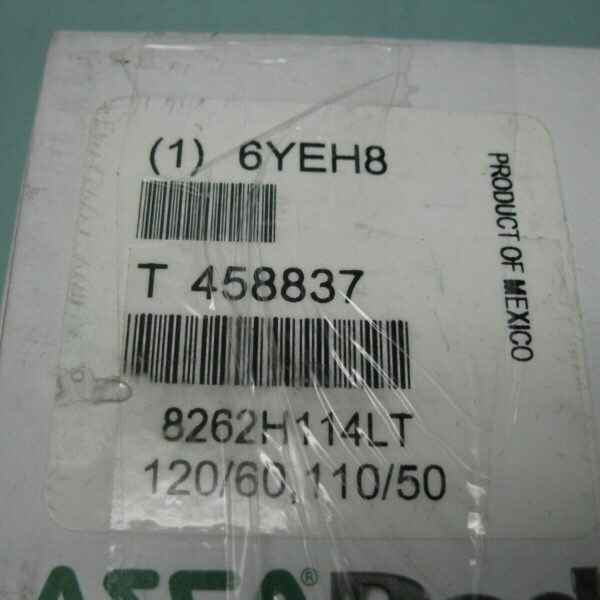 (1) 6YEH8
T 458837
8262H114LT
120/60,110/50
PRODUCT OF MEXICO